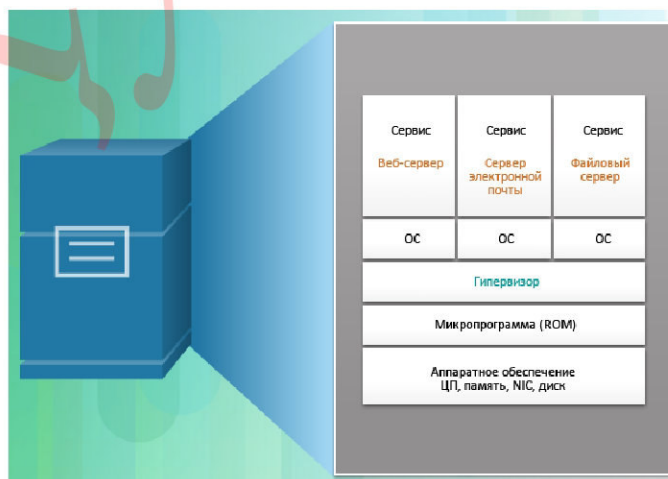 Сервис
Веб-сервер
Сервис
Сервер
электронной
почты
Сервис
Файловый
сервер
ОС
ОС
ОС
Гипервизор
Микропрограмма (ROM)
Аппаратное обеспечение
ЦП, память, NIC, диск